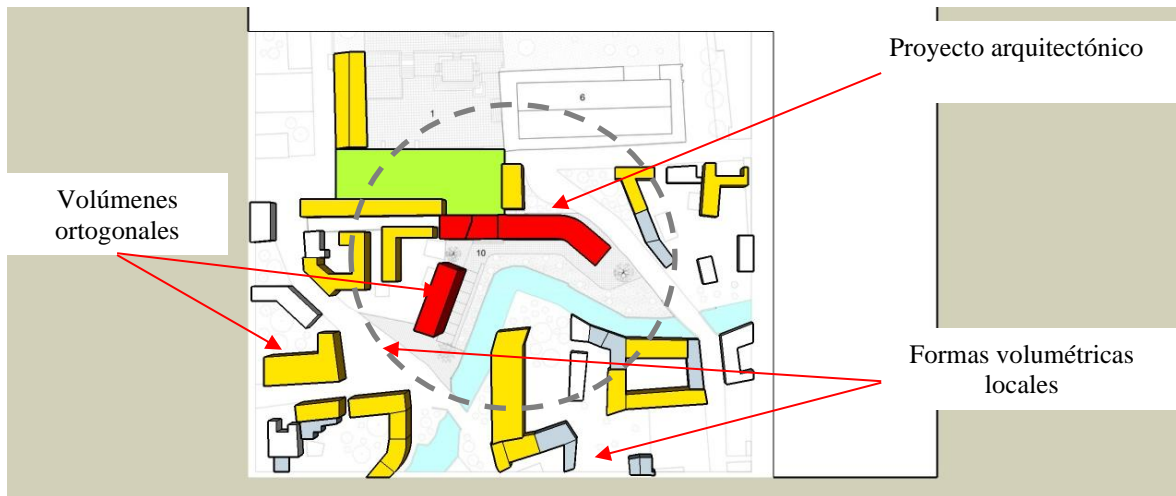 Proyecto arquitectónico
6
1
Volúmenes
ortogonales
10
Formas volumétricas
locales